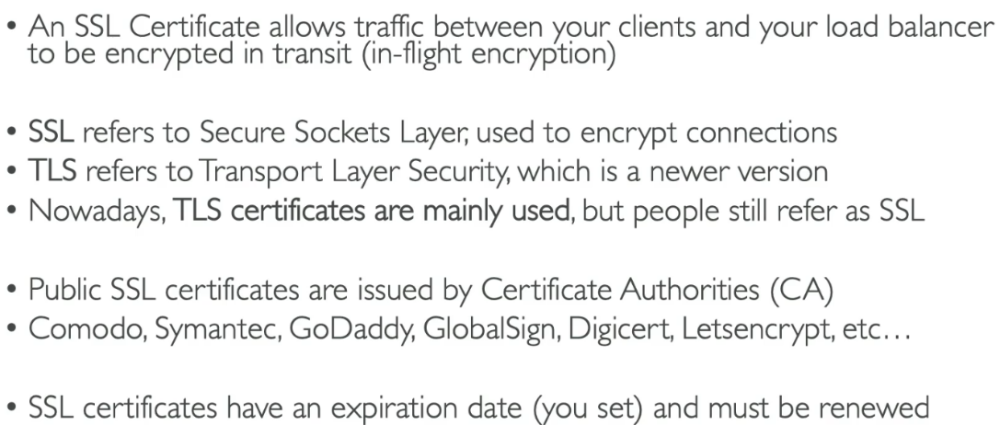 • An SSL Certificate allows traffic between your clients and your load balancer
to be encrypted in transit (in-flight encryption)
• SSL refers to Secure Sockets Layer, used to encrypt connections
• TLS refers to Transport Layer Security, which is a newer version
• Nowadays, TLS certificates are mainly used, but people still refer as SSL
• Public SSL certificates are issued by Certificate Authorities (CA)
• Comodo, Symantec, GoDaddy, GlobalSign, Digicert, Letsencrypt, etc…
• SSL certificates have an expiration date (you set) and must be renewed